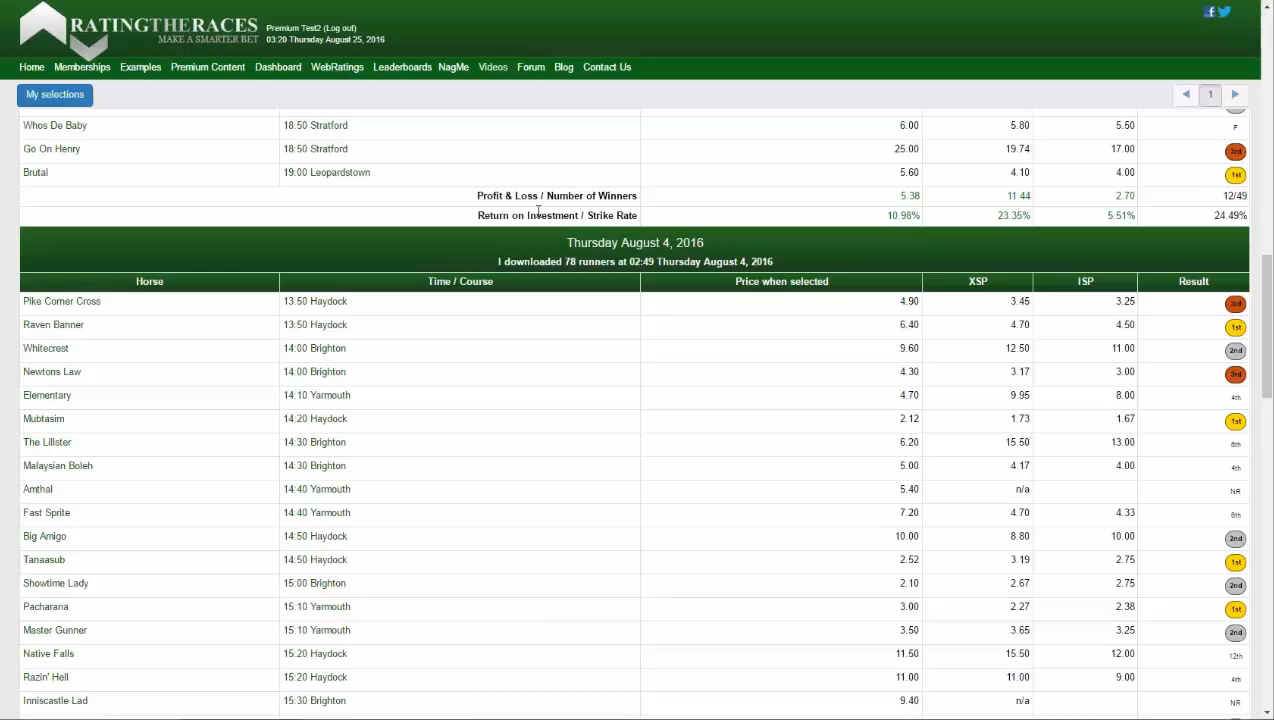 RATINGTHERACES
MAKE A SMARTER BET
Premium Test2 (Log out)
03:20 Thursday August 25, 2016
Home Memberships Examples Premium Content Dashboard WebRatings Leaderboards NagMe Videos Forum Blog Contact Us
My selections 1
Whos De Baby 18:50 Stratford 6.00 5.80 5.50 F
Go On Henry 18:50 Stratford 25.00 19.74 17.00 3rd
Brutal 19:00 Leopardstown 5.60 4.10 4.00 1st
Profit & Loss / Number of Winners 5.38 11.44 2.70 12/49
Return on Investment / Strike Rate 10.98% 23.35% 5.51% 24.49%
Thursday August 4, 2016
I downloaded 78 runners at 02:49 Thursday August 4, 2016
Horse Time / Course Price when selected XSP ISP Result
Pike Corner Cross 13:50 Haydock 4.90 3.45 3.25 3rd
Raven Banner 13:50 Haydock 6.40 4.70 4.50 1st
Whitecrest 14:00 Brighton 9.60 12.50 11.00 2nd
Newtons Law 14:00 Brighton 4.30 3.17 3.00 3rd
Elementary 14:10 Yarmouth 4.70 9.95 8.00 4th
Mubtasim 14:20 Haydock 2.12 1.73 1.67 1st
The Lillster 14:30 Brighton 6.20 15.50 13.00 6th
Malaysian Boleh 14:30 Brighton 5.00 4.17 4.00 4th
Amthal 14:40 Yarmouth 5.40 n/a NR
Fast Sprite 14:40 Yarmouth 7.20 4.70 4.33 6th
Big Amigo 14:50 Haydock 10.00 8.80 10.00 2nd
Tanaasub 14:50 Haydock 2.52 3.19 2.75 1st
Showtime Lady 15:00 Brighton 2.10 2.67 2.75 2nd
Pacharana 15:10 Yarmouth 3.00 2.27 2.38 1st
Master Gunner 15:10 Yarmouth 3.50 3.65 3.25 2nd
Native Falls 15:20 Haydock 11.50 15.50 12.00 12th
Razin' Hell 15:20 Haydock 11.00 11.00 9.00 4th
Inniscastle Lad 15:30 Brighton 9.40 n/a NR